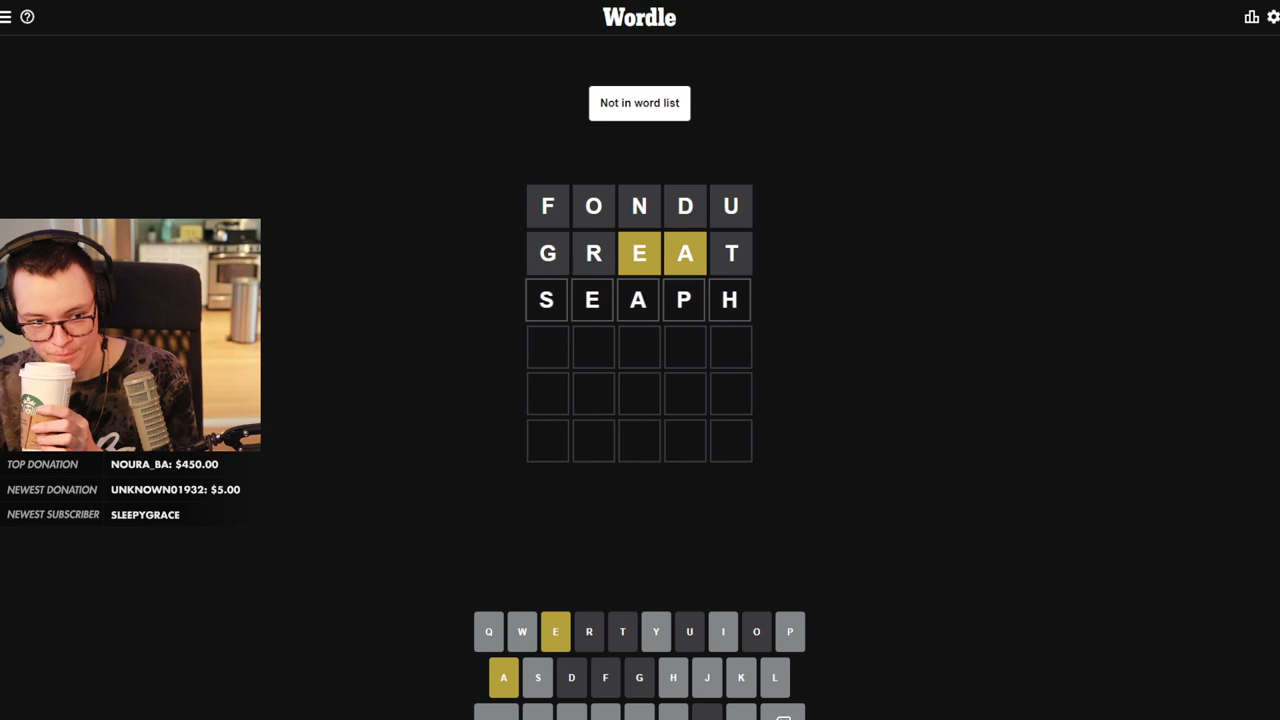 Wordle
Not in word list
F O N D U
G R E A T
S E A P H
TOP DONATION NOURA_BA: $450.00
NEWEST DONATION UNKNOWN01932: $5.00
NEWEST SUBSCRIBER SLEEPYGRACE
Q W E R T Y U I O P
A S D F G H J K L